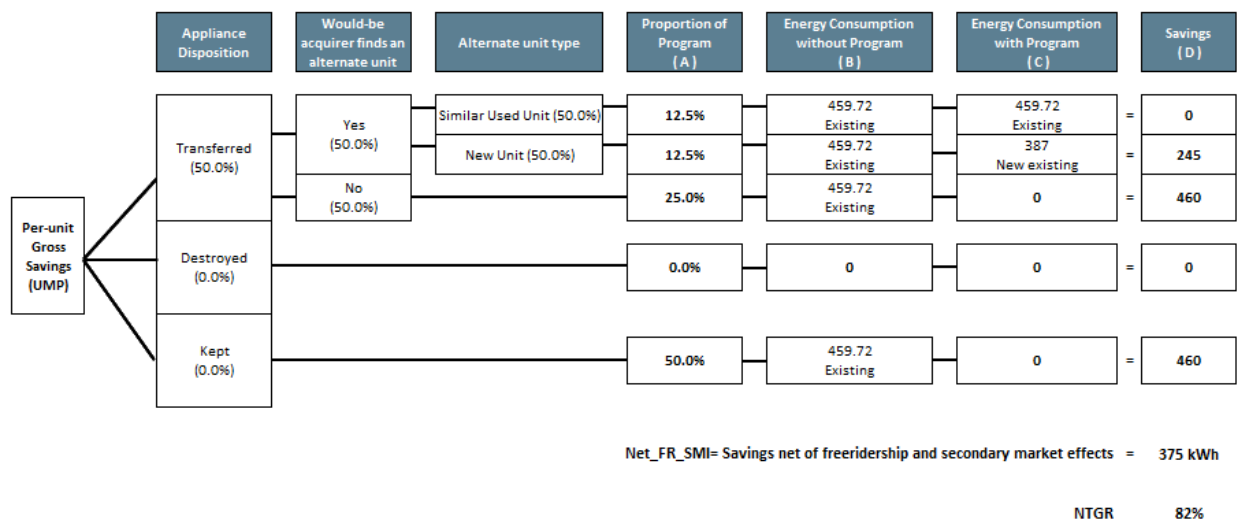 Appliance
Disposition
Would-be
acquirer finds an
alternate unit
Alternate unit type
Proportion of
Program
( A )
Energy Consumption
without Program
( B )
Energy Consumption
with Program
( C )
Savings
( D )
Per-unit
Gross
Savings
(UMP)
Transferred
(50.0%)
Yes
(50.0%)
Similar Used Unit (50.0%)
12.5%
459.72
Existing
459.72
Existing
=
0
New Unit (50.0%)
12.5%
459.72
Existing
387
New existing
=
245
No
(50.0%)
25.0%
459.72
Existing
0
=
460
Destroyed
(0.0%)
0.0%
0
0
=
0
Kept
(0.0%)
50.0%
459.72
Existing
0
=
460
Net_FR_SMI= Savings net of freeridership and secondary market effects = 375 kWh
NTGR 82%